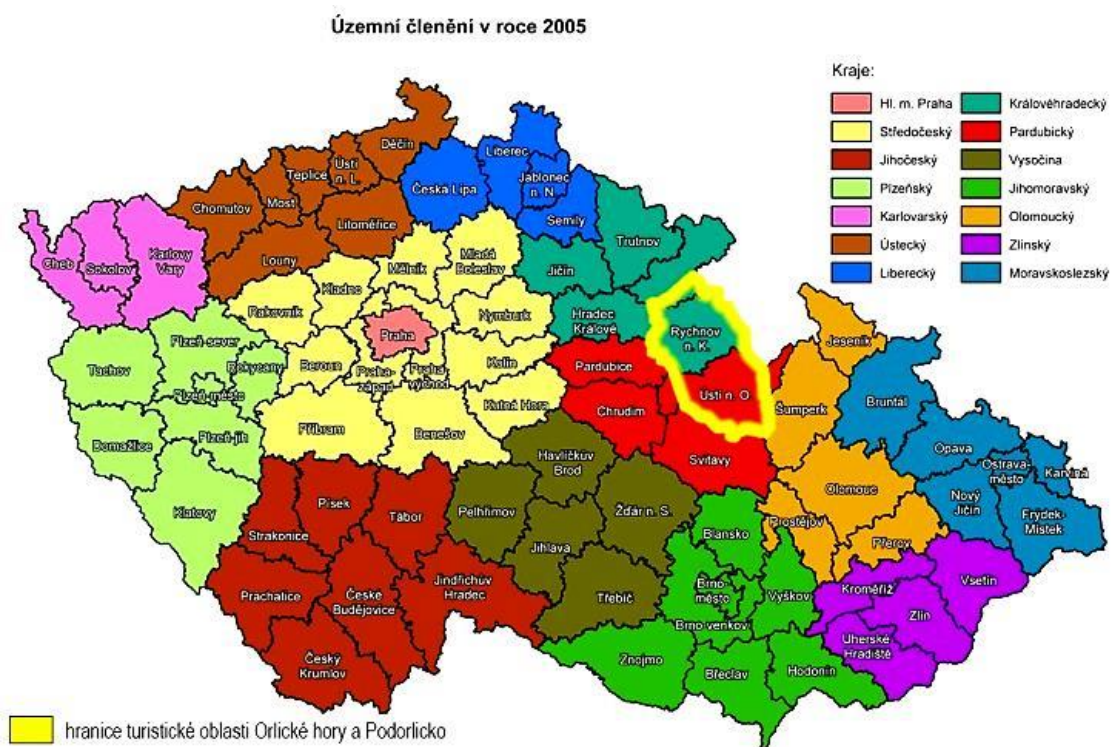 Územní členění v roce 2005
Kraje:
Hl. m. Praha
Středočeský
Jihočeský
Plzeňský
Karlovarský
Ústecký
Liberecký
Královéhradecký
Pardubický
Vysočina
Jihomoravský
Olomoucký
Zlínský
Moravskoslezský
Děčín
Ústí
n. L.
Teplice
Most
Chomutov
Litoměřice
Louny
Liberec
Jablonec
n. N.
Česká Lípa
Semily
Trutnov
Jičín
Hradec
Králové
Rychnov
n. K.
Cheb
Sokolov
Karlovy
Vary
Mělník
Mladá
Boleslav
Kladno
Rakovník
Nymburk
Praha
Beroun
Praha-
západ
Praha-
východ
Kolín
Kutná Hora
Příbram
Benešov
Plzeň-sever
Tachov
Rokycany
Plzeň-město
Plzeň-jih
Domažlice
Klatovy
Pardubice
Chrudim
Ústí n. O.
Svitavy
Jeseník
Šumperk
Bruntál
Opava
Ostrava-
město
Karviná
Nový
Jičín
Frýdek-
Místek
Olomouc
Prostějov
Přerov
Havlíčkův
Brod
Pelhřimov
Žďár n. S.
Jihlava
Třebíč
Písek
Tábor
Strakonice
Prachatice
České
Budějovice
Jindřichův
Hradec
Český
Krumlov
Blansko
Brno-
město
Vyškov
Brno-venkov
Znojmo
Břeclav
Hodonín
Kroměříž
Vsetín
Zlín
Uherské
Hradiště
hranice turistické oblasti Orlické hory a Podorlicko